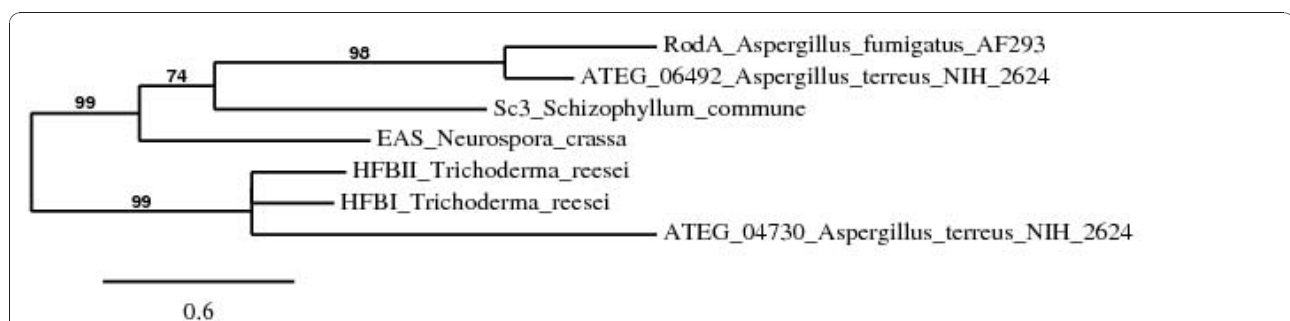 98 RodA_Aspergillus_fumigatus_AF293
74 ATEG_06492_Aspergillus_terreus_NIH_2624
99 Sc3_Schizophyllum_commune
EAS_Neurospora_crassa
HFBII_Trichoderma_reesei
99 HFBI_Trichoderma_reesei
ATEG_04730_Aspergillus_terreus_NIH_2624
0.6